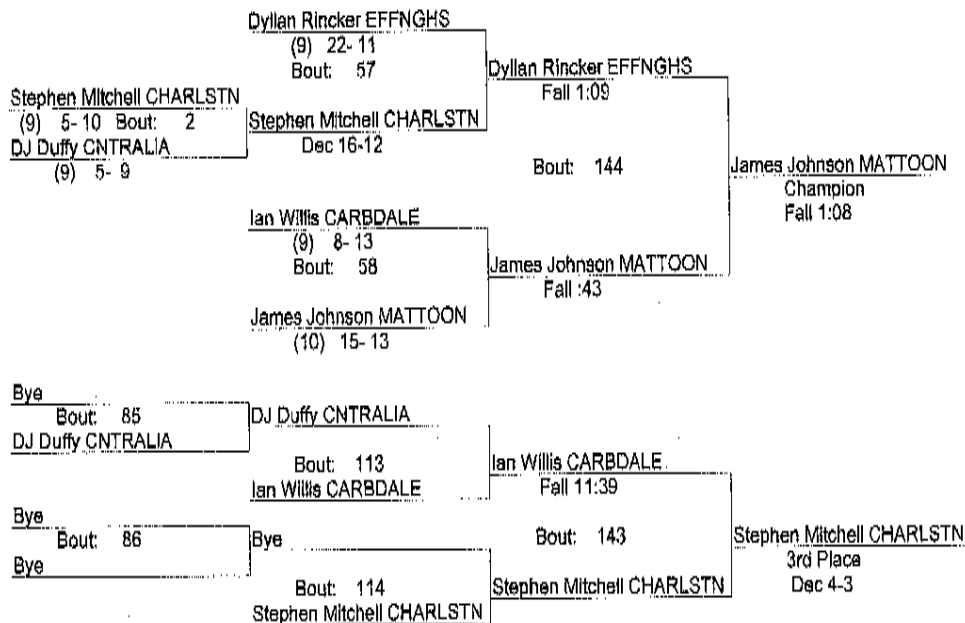 Dyllan Rincker EFFNGHS
(9) 22- 11
Bout: 57
Dyllan Rincker EFFNGHS
Fall 1:09
Stephen Mitchell CHARLSTN
(9) 5- 10 Bout: 2
Stephen Mitchell CHARLSTN
Dec 16-12
DJ Duffy CNTRALIA
(9) 5- 9
Bout: 144
James Johnson MATTOON
Champion
Fall 1:08
Ian Willis CARBDALE
(9) 8- 13
Bout: 58
James Johnson MATTOON
Fall :43
James Johnson MATTOON
(10) 15- 13
Bye
Bout: 85
DJ Duffy CNTRALIA
DJ Duffy CNTRALIA
Bout: 113
Ian Willis CARBDALE
Fall 11:39
Ian Willis CARBDALE
Bye
Bout: 86
Bye
Bye
Bout: 143
Stephen Mitchell CHARLSTN
3rd Place
Dec 4-3
Bout: 114
Stephen Mitchell CHARLSTN
Stephen Mitchell CHARLSTN